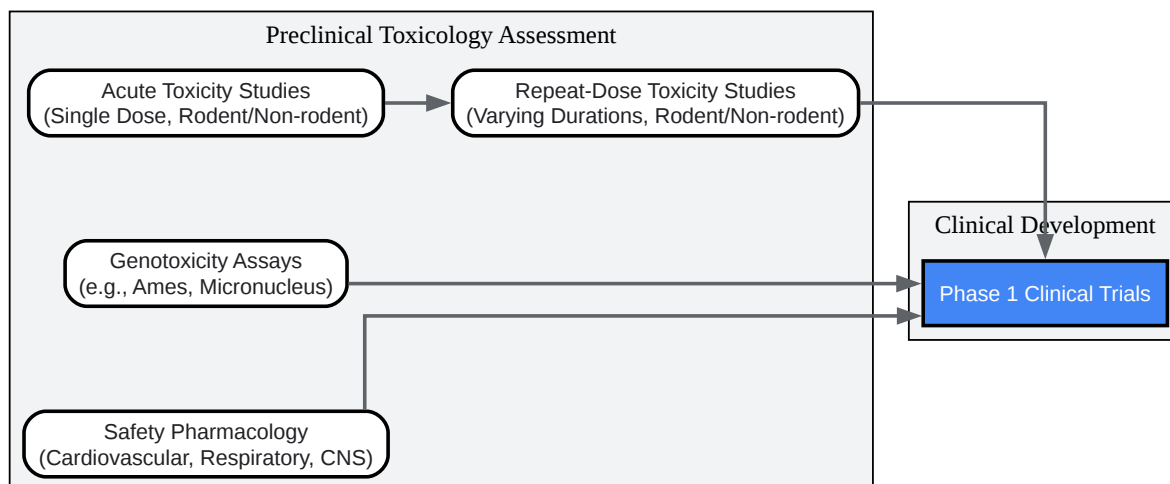 Preclinical Toxicology Assessment
Acute Toxicity Studies
(Single Dose, Rodent/Non-rodent)
Repeat-Dose Toxicity Studies
(Varying Durations, Rodent/Non-rodent)
Genotoxicity Assays
(e.g., Ames, Micronucleus)
Safety Pharmacology
(Cardiovascular, Respiratory, CNS)
Clinical Development
Phase 1 Clinical Trials